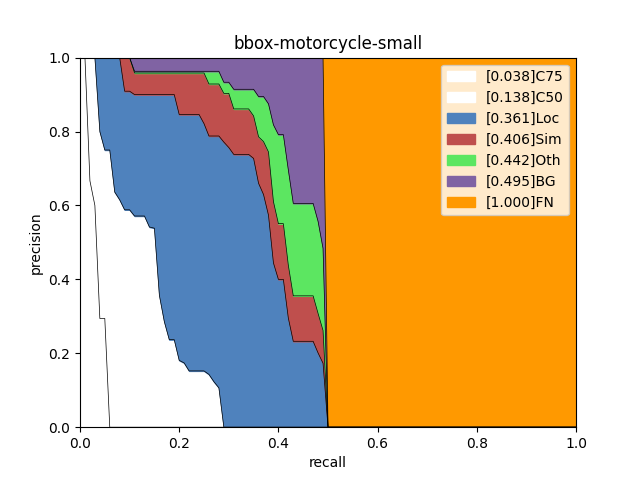 bbox-motorcycle-small
1.0
0.8
0.6
0.4
0.2
0.0
precision
[0.038]C75
[0.138]C50
[0.361]Loc
[0.406]Sim
[0.442]Oth
[0.495]BG
[1.000]FN
0.0 0.2 0.4 0.6 0.8 1.0
recall